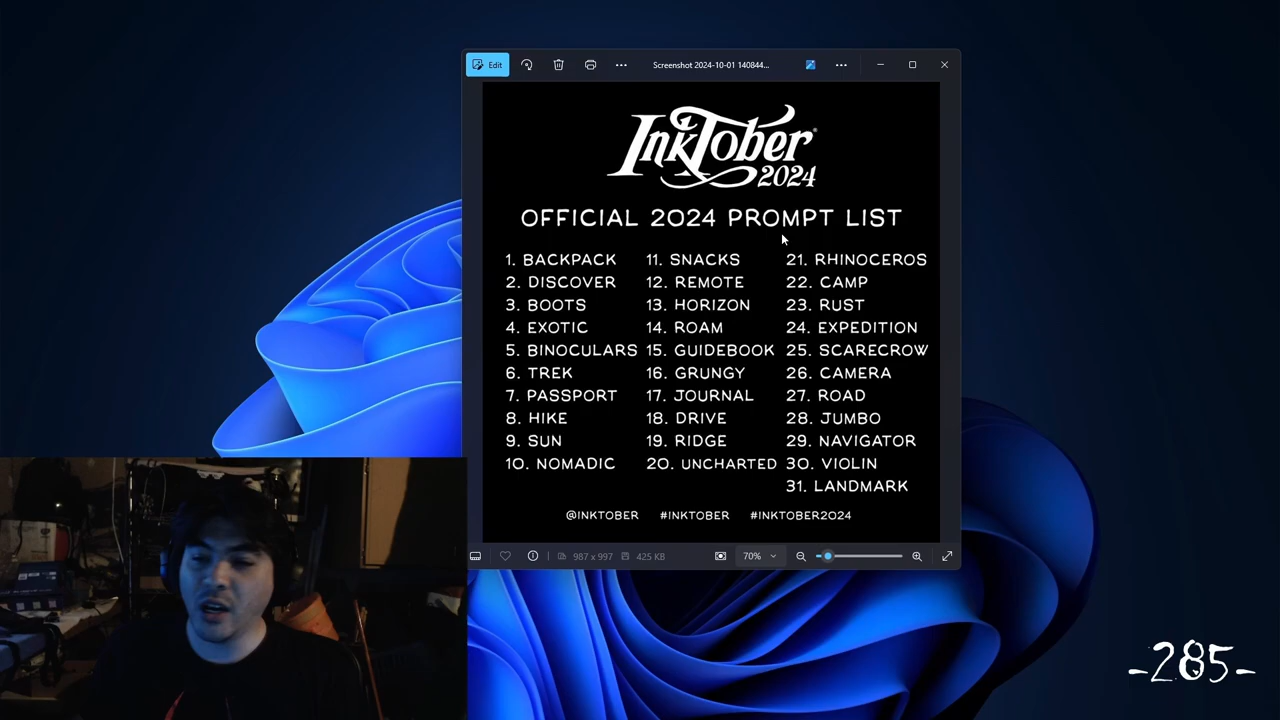 Edit
Screenshot 2024-10-01 140844...
InkTober
2024
OFFICIAL 2024 PROMPT LIST
1. BACKPACK
2. DISCOVER
3. BOOTS
4. EXOTIC
5. BINOCULARS
6. TREK
7. PASSPORT
8. HIKE
9. SUN
10. NOMADIC
11. SNACKS
12. REMOTE
13. HORIZON
14. ROAM
15. GUIDEBOOK
16. GRUNGY
17. JOURNAL
18. DRIVE
19. RIDGE
20. UNCHARTED
21. RHINOCEROS
22. CAMP
23. RUST
24. EXPEDITION
25. SCARECROW
26. CAMERA
27. ROAD
28. JUMBO
29. NAVIGATOR
30. VIOLIN
31. LANDMARK
@INKTOBER #INKTOBER #INKTOBER2024
987 x 997 425 KB 70%
-285-